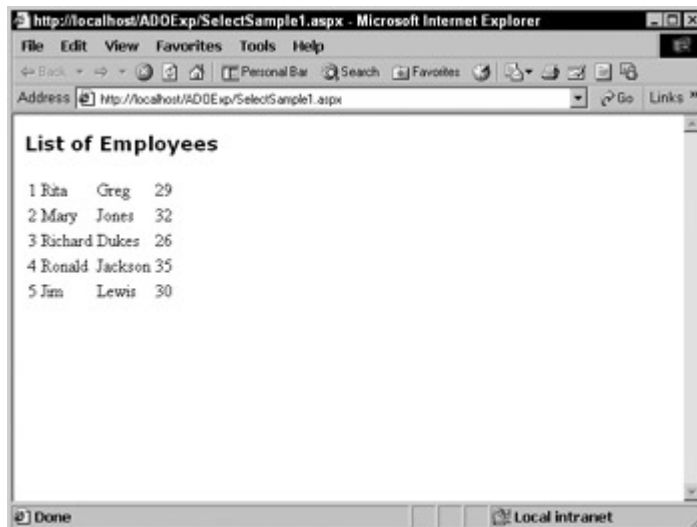 http://localhost/ADOExp/SelectSample1.aspx - Microsoft Internet Explorer
File Edit View Favorites Tools Help
Back Personal Bar Search Favorites
Address http://localhost/ADOExp/SelectSample1.aspx Go Links »
List of Employees
1 Rita Greg 29
2 Mary Jones 32
3 Richard Dukes 26
4 Ronald Jackson 35
5 Jim Lewis 30
Done Local intranet